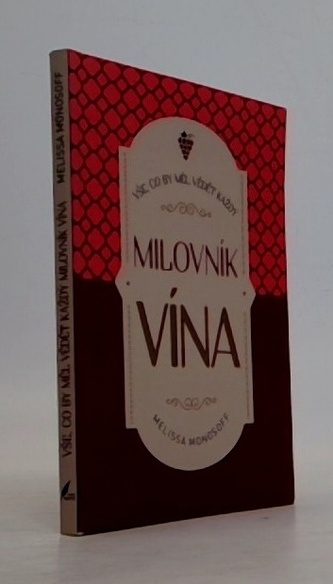 VŠE, CO BY MĚL VĚDĚT KAŽDÝ
MILOVNÍK
VÍNA
MELISSA MONOSOFF
VŠE, CO BY MĚL VĚDĚT KAŽDÝ MILOVNÍK VÍNA MELISSA MONOSOFF